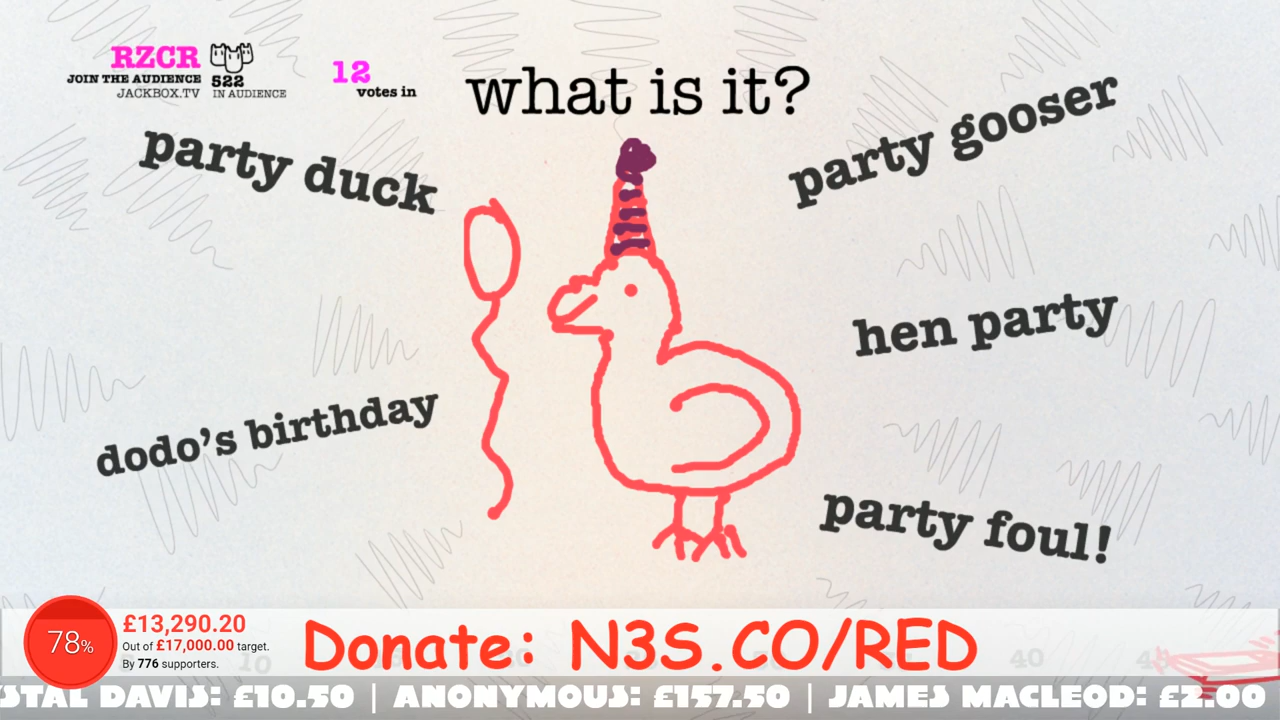 RZCR
JOIN THE AUDIENCE
JACKBOX.TV
522
IN AUDIENCE
12
votes in
what is it?
party duck
party gooser
hen party
dodo's birthday
party foul!
78%
£13,290.20
Out of £17,000.00 target.
By 776 supporters.
Donate: N3S.CO/RED
10
40
STAL DAVIS: £10.50 | ANONYMOUS: £157.50 | JAMES MACLEOD: £2.00